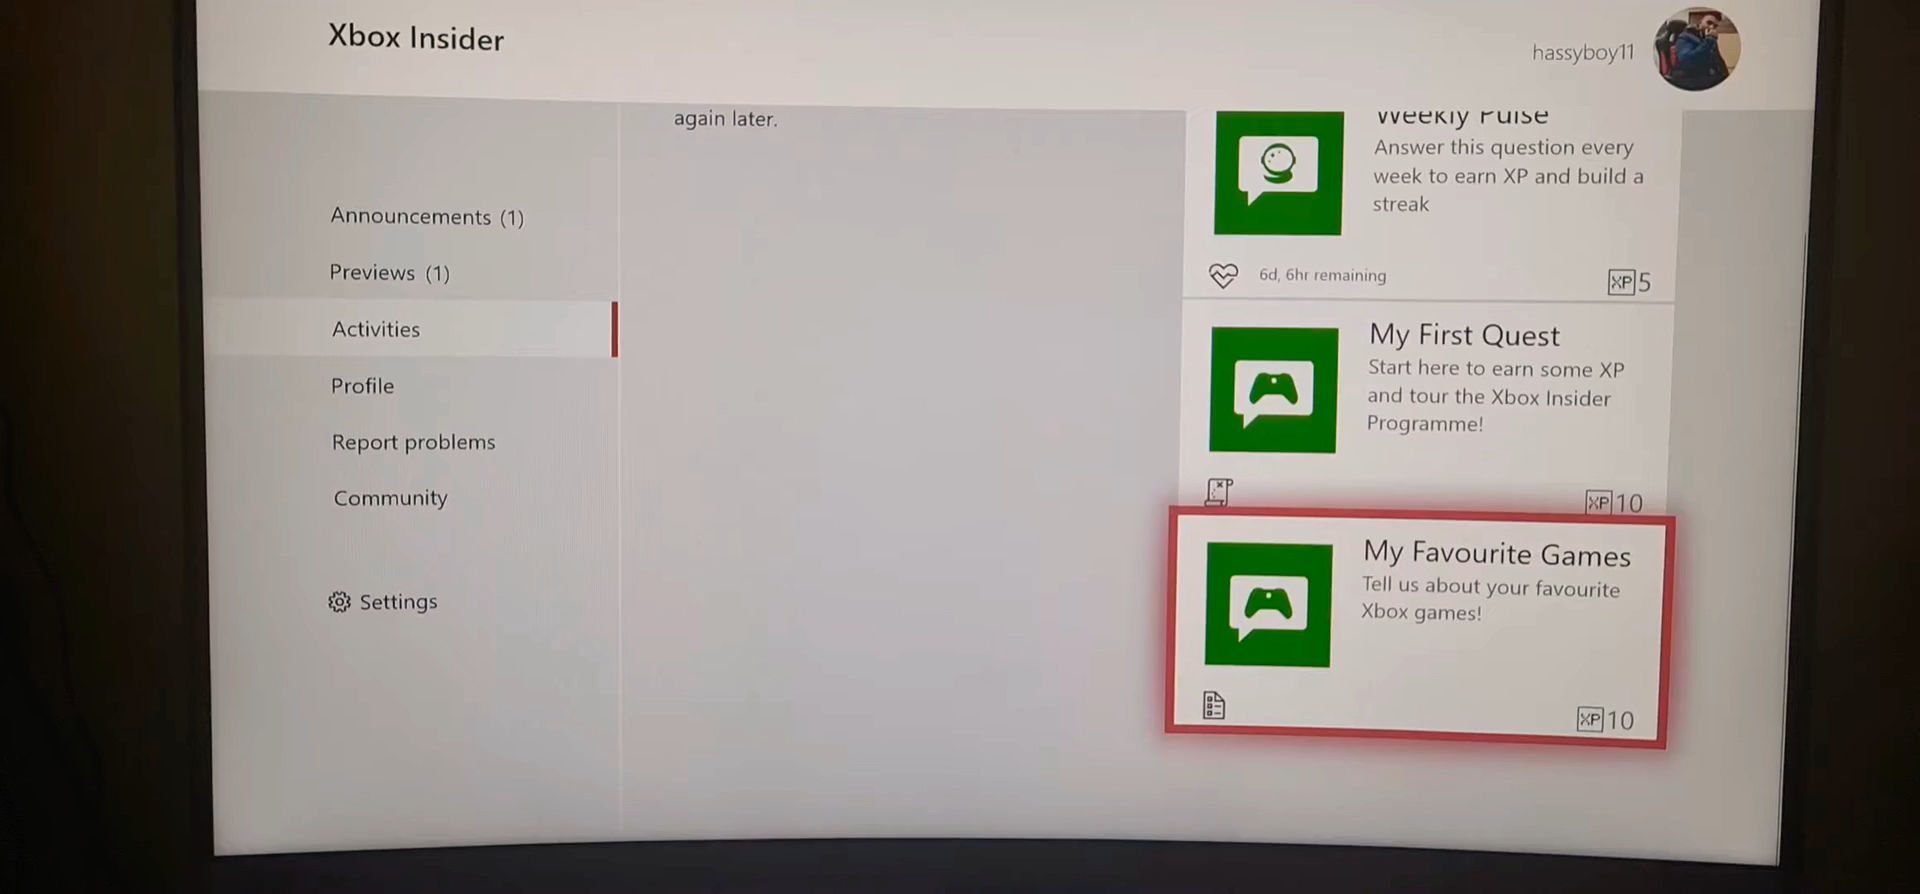 Xbox Insider
hassyboy11
again later.
Announcements (1)
Previews (1)
Activities
Profile
Report problems
Community
Settings
Weekly Pulse
Answer this question every
week to earn XP and build a
streak
6d, 6hr remaining
XP 5
My First Quest
Start here to earn some XP
and tour the Xbox Insider
Programme!
XP 10
My Favourite Games
Tell us about your favourite
Xbox games!
XP 10